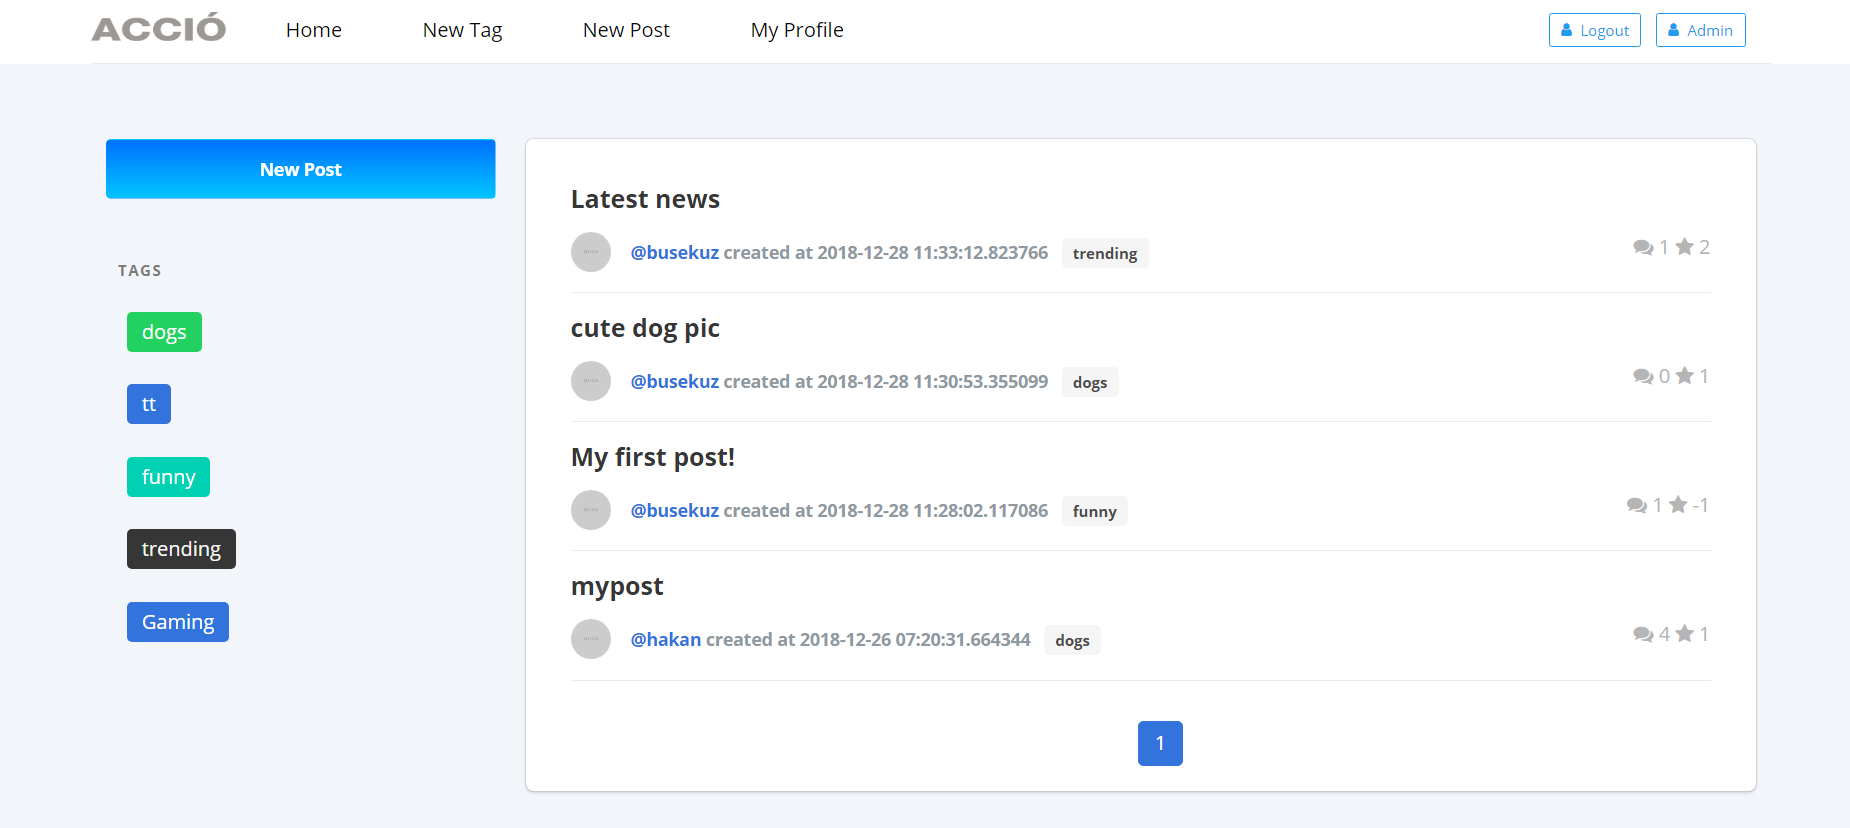 ACCIÓ Home New Tag New Post My Profile Logout Admin
New Post
TAGS
dogs
tt
funny
trending
Gaming
Latest news
@busekuz created at 2018-12-28 11:33:12.823766 trending 1 2
cute dog pic
@busekuz created at 2018-12-28 11:30:53.355099 dogs 0 1
My first post!
@busekuz created at 2018-12-28 11:28:02.117086 funny 1 -1
mypost
@hakan created at 2018-12-26 07:20:31.664344 dogs 4 1
1